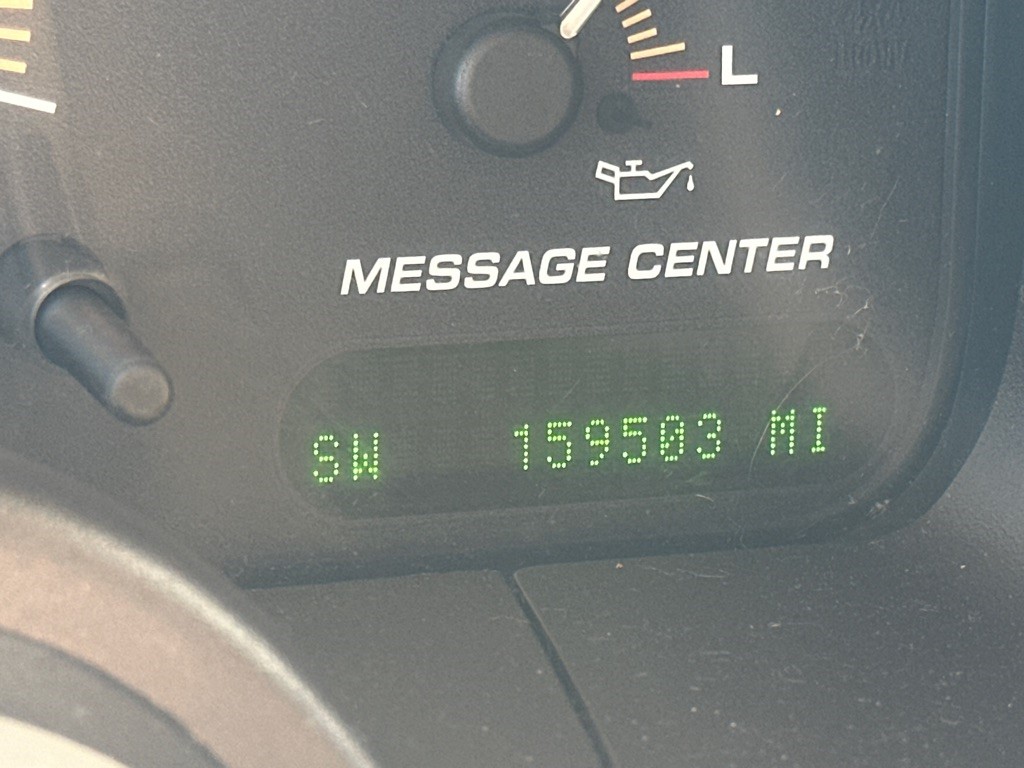 L
MESSAGE CENTER
SW 159503 MI